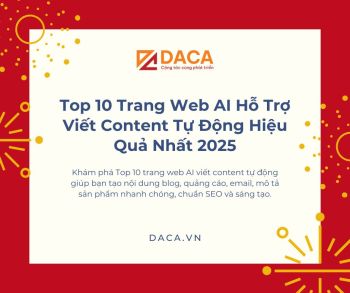 DACA
Cộng tác cùng phát triển
Top 10 Trang Web AI Hỗ Trợ
Viết Content Tự Động Hiệu
Quả Nhất 2025
Khám phá Top 10 trang web AI viết content tự động
giúp bạn tạo nội dung blog, quảng cáo, email, mô tả
sản phẩm nhanh chóng, chuẩn SEO và sáng tạo.
DACA.VN